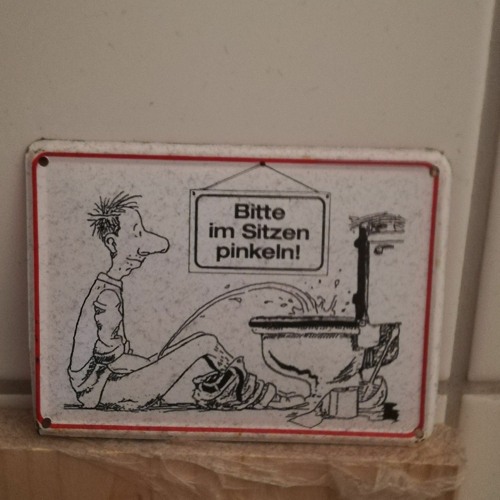 Bitte
im Sitzen
pinkeln!